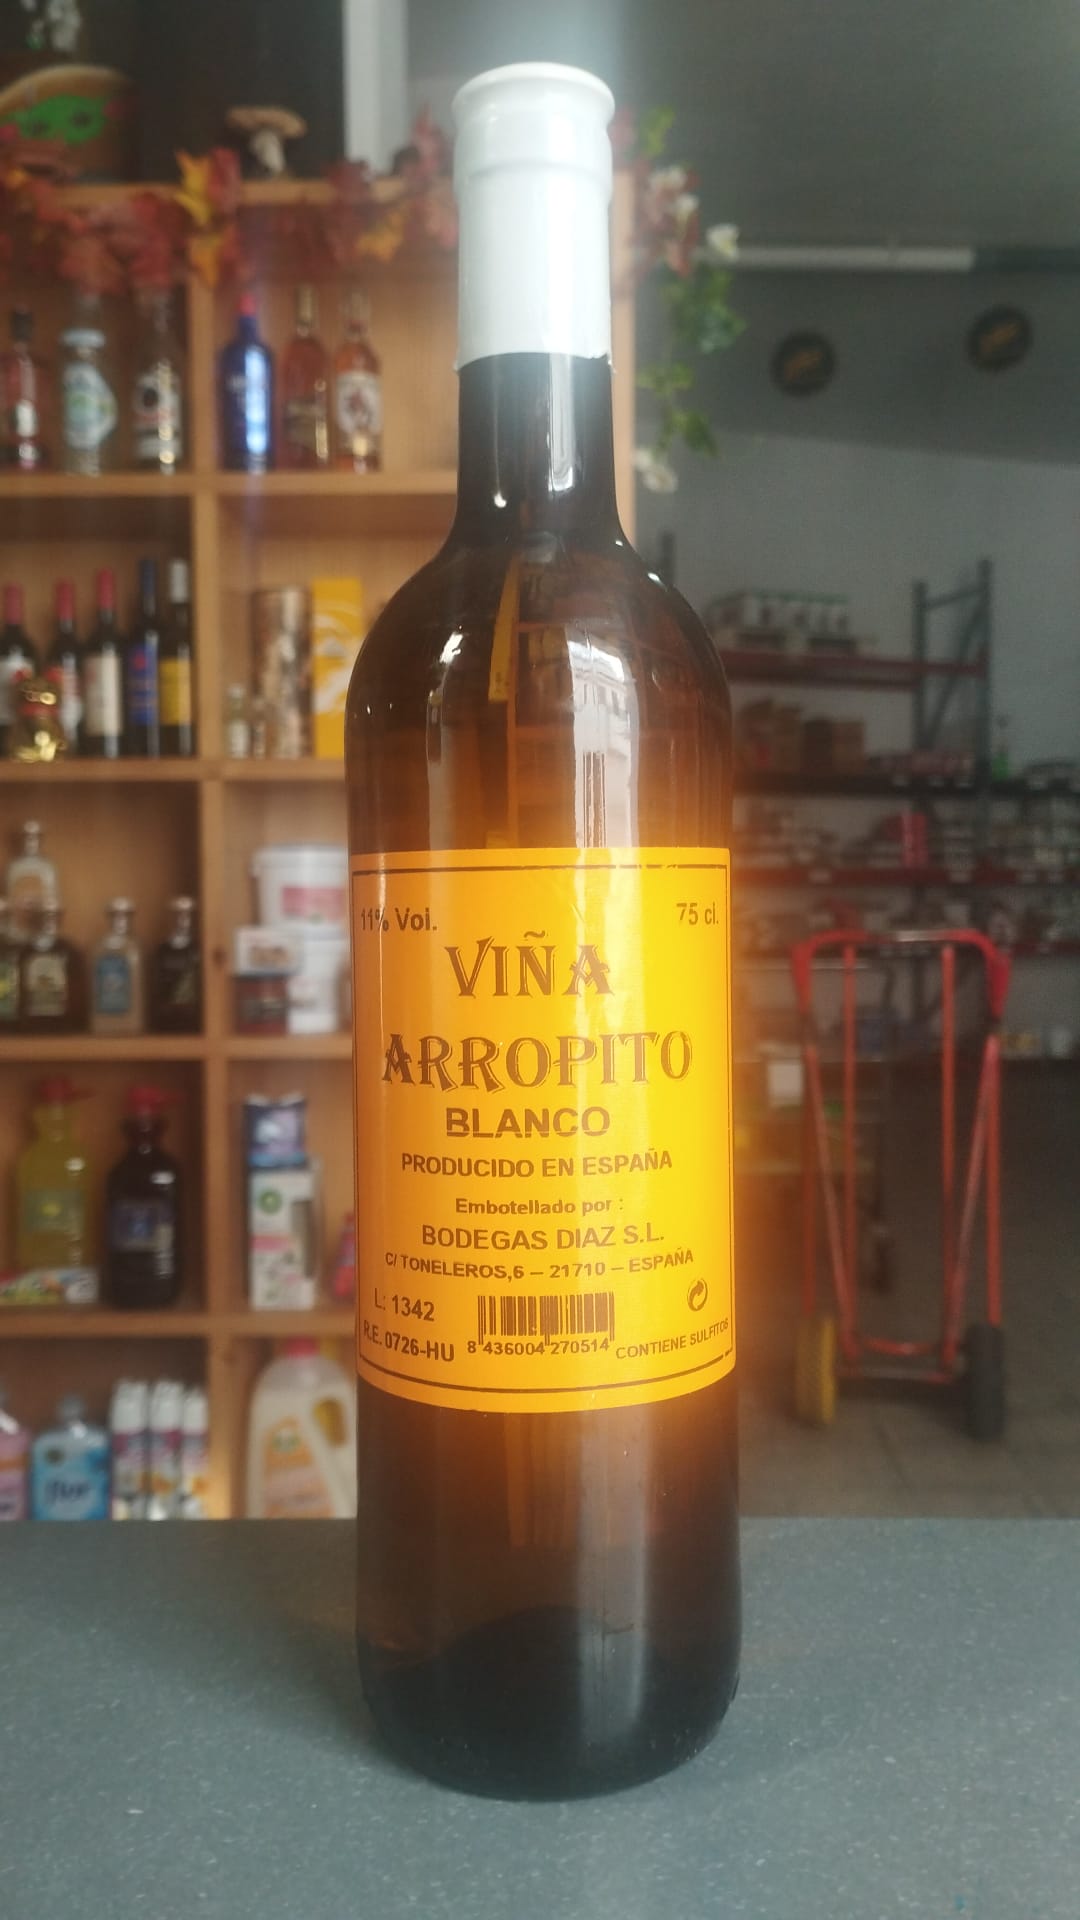 11% Vol.
75 cl.
VIÑA
ARROPITO
BLANCO
PRODUCIDO EN ESPAÑA
Embotellado por :
BODEGAS DIAZ S.L.
C/ TONELEROS,6 – 21710 – ESPAÑA
L: 1342
R.E. 0726-HU
8 436004 270514
CONTIENE SULFITOS